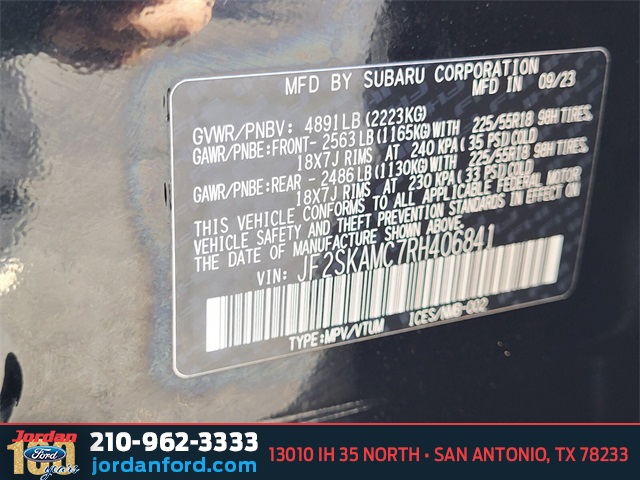 MFD BY SUBARU CORPORATION
MFD IN 09/23
GVWR/PNBV: 4891LB (2223KG)
GAWR/PNBE:FRONT- 2563LB (1165KG)WITH 225/55R18 98H TIRES,
18X7J RIMS AT 240 KPA (35 PSI)COLD
GAWR/PNBE:REAR - 2486LB (1130KG)WITH 225/55R18 98H TIRES,
18X7J RIMS AT 230 KPA (33 PSI)COLD
THIS VEHICLE CONFORMS TO ALL APPLICABLE FEDERAL MOTOR
VEHICLE SAFETY AND THEFT PREVENTION STANDARDS IN EFFECT
ON THE DATE OF MANUFACTURE SHOWN ABOVE.
VIN: JF2SKAMC7RH406841
TYPE:MPV/VTUM ICES/NMB-002
Jordan
Ford
100
years
210-962-3333
jordanford.com
13010 IH 35 NORTH • SAN ANTONIO, TX 78233